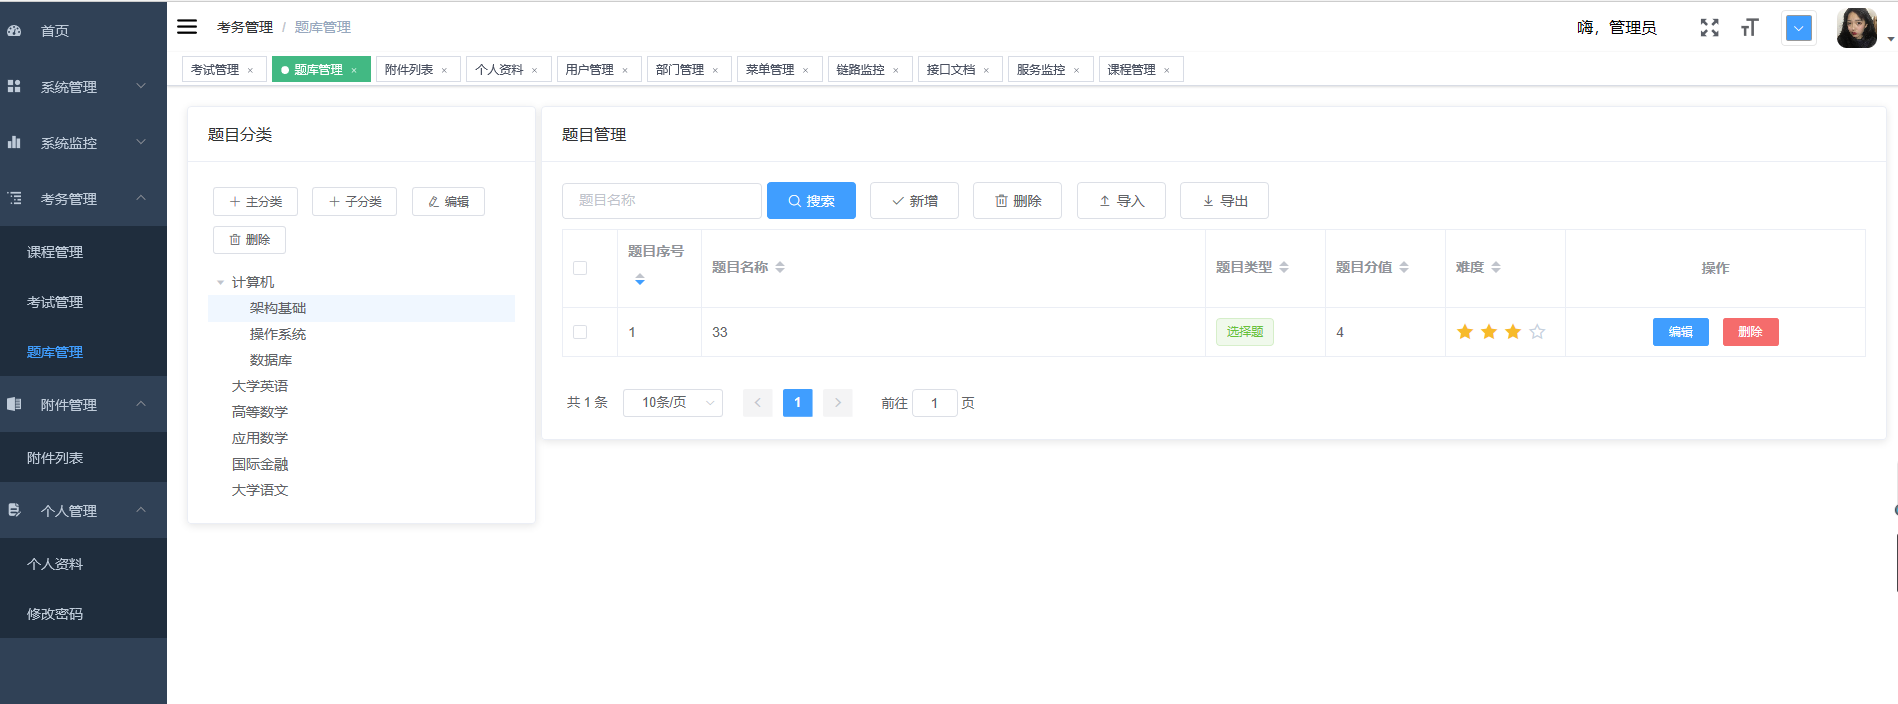 首页
系统管理
系统监控
考务管理
课程管理
考试管理
题库管理
附件管理
附件列表
个人管理
个人资料
修改密码
考务管理 / 题库管理
嗨，管理员
考试管理 × 题库管理 × 附件列表 × 个人资料 × 用户管理 × 部门管理 × 菜单管理 × 链路监控 × 接口文档 × 服务监控 × 课程管理 ×
题目分类
主分类 子分类 编辑
删除
计算机
架构基础
操作系统
数据库
大学英语
高等数学
应用数学
国际金融
大学语文
题目管理
题目名称 搜索 新增 删除 导入 导出
题目序号 题目名称 题目类型 题目分值 难度 操作
1 33 选择题 4 编辑 删除
共 1 条 10条/页 < 1 > 前往 1 页